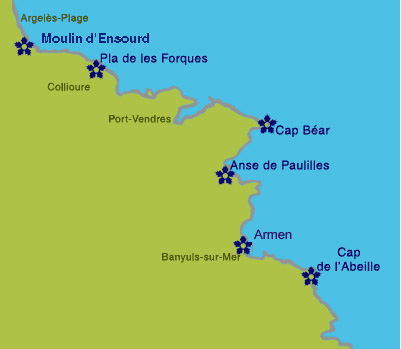 Argelès-Plage
Moulin d'Ensourd
Pla de les Forques
Collioure
Port-Vendres
Cap Béar
Anse de Paulilles
Armen
Banyuls-sur-Mer
Cap
de l'Abeille